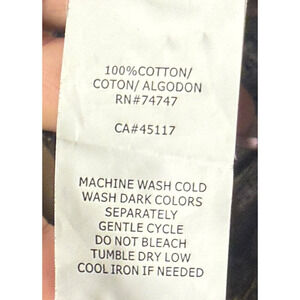 100%COTTON/
COTON/ ALGODON
RN#74747
CA#45117
MACHINE WASH COLD
WASH DARK COLORS
SEPARATELY
GENTLE CYCLE
DO NOT BLEACH
TUMBLE DRY LOW
COOL IRON IF NEEDED